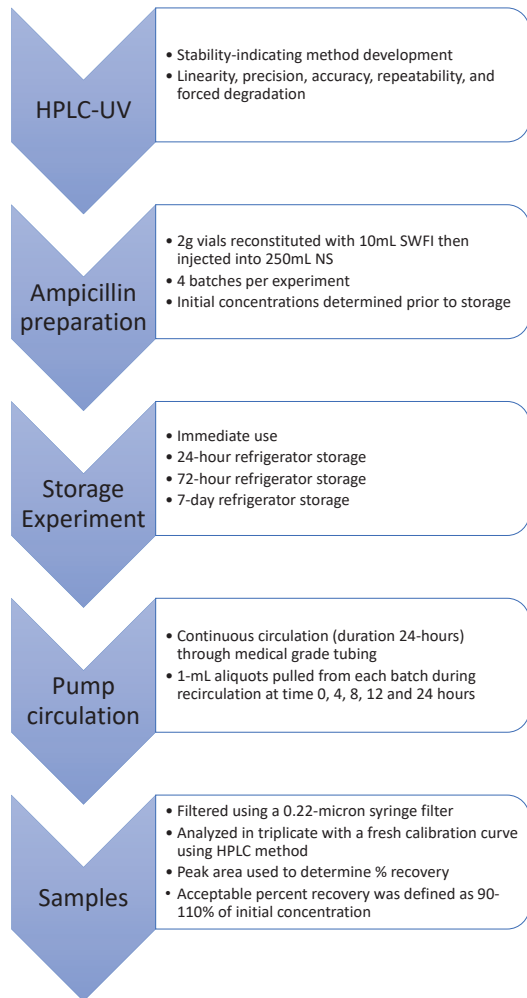 HPLC-UV
• Stability-indicating method development
• Linearity, precision, accuracy, repeatability, and
forced degradation
Ampicillin
preparation
• 2g vials reconstituted with 10mL SWFI then
injected into 250mL NS
• 4 batches per experiment
• Initial concentrations determined prior to storage
Storage
Experiment
• Immediate use
• 24-hour refrigerator storage
• 72-hour refrigerator storage
• 7-day refrigerator storage
Pump
circulation
• Continuous circulation (duration 24-hours)
through medical grade tubing
• 1-mL aliquots pulled from each batch during
recirculation at time 0, 4, 8, 12 and 24 hours
Samples
• Filtered using a 0.22-micron syringe filter
• Analyzed in triplicate with a fresh calibration curve
using HPLC method
• Peak area used to determine % recovery
• Acceptable percent recovery was defined as 90-
110% of initial concentration